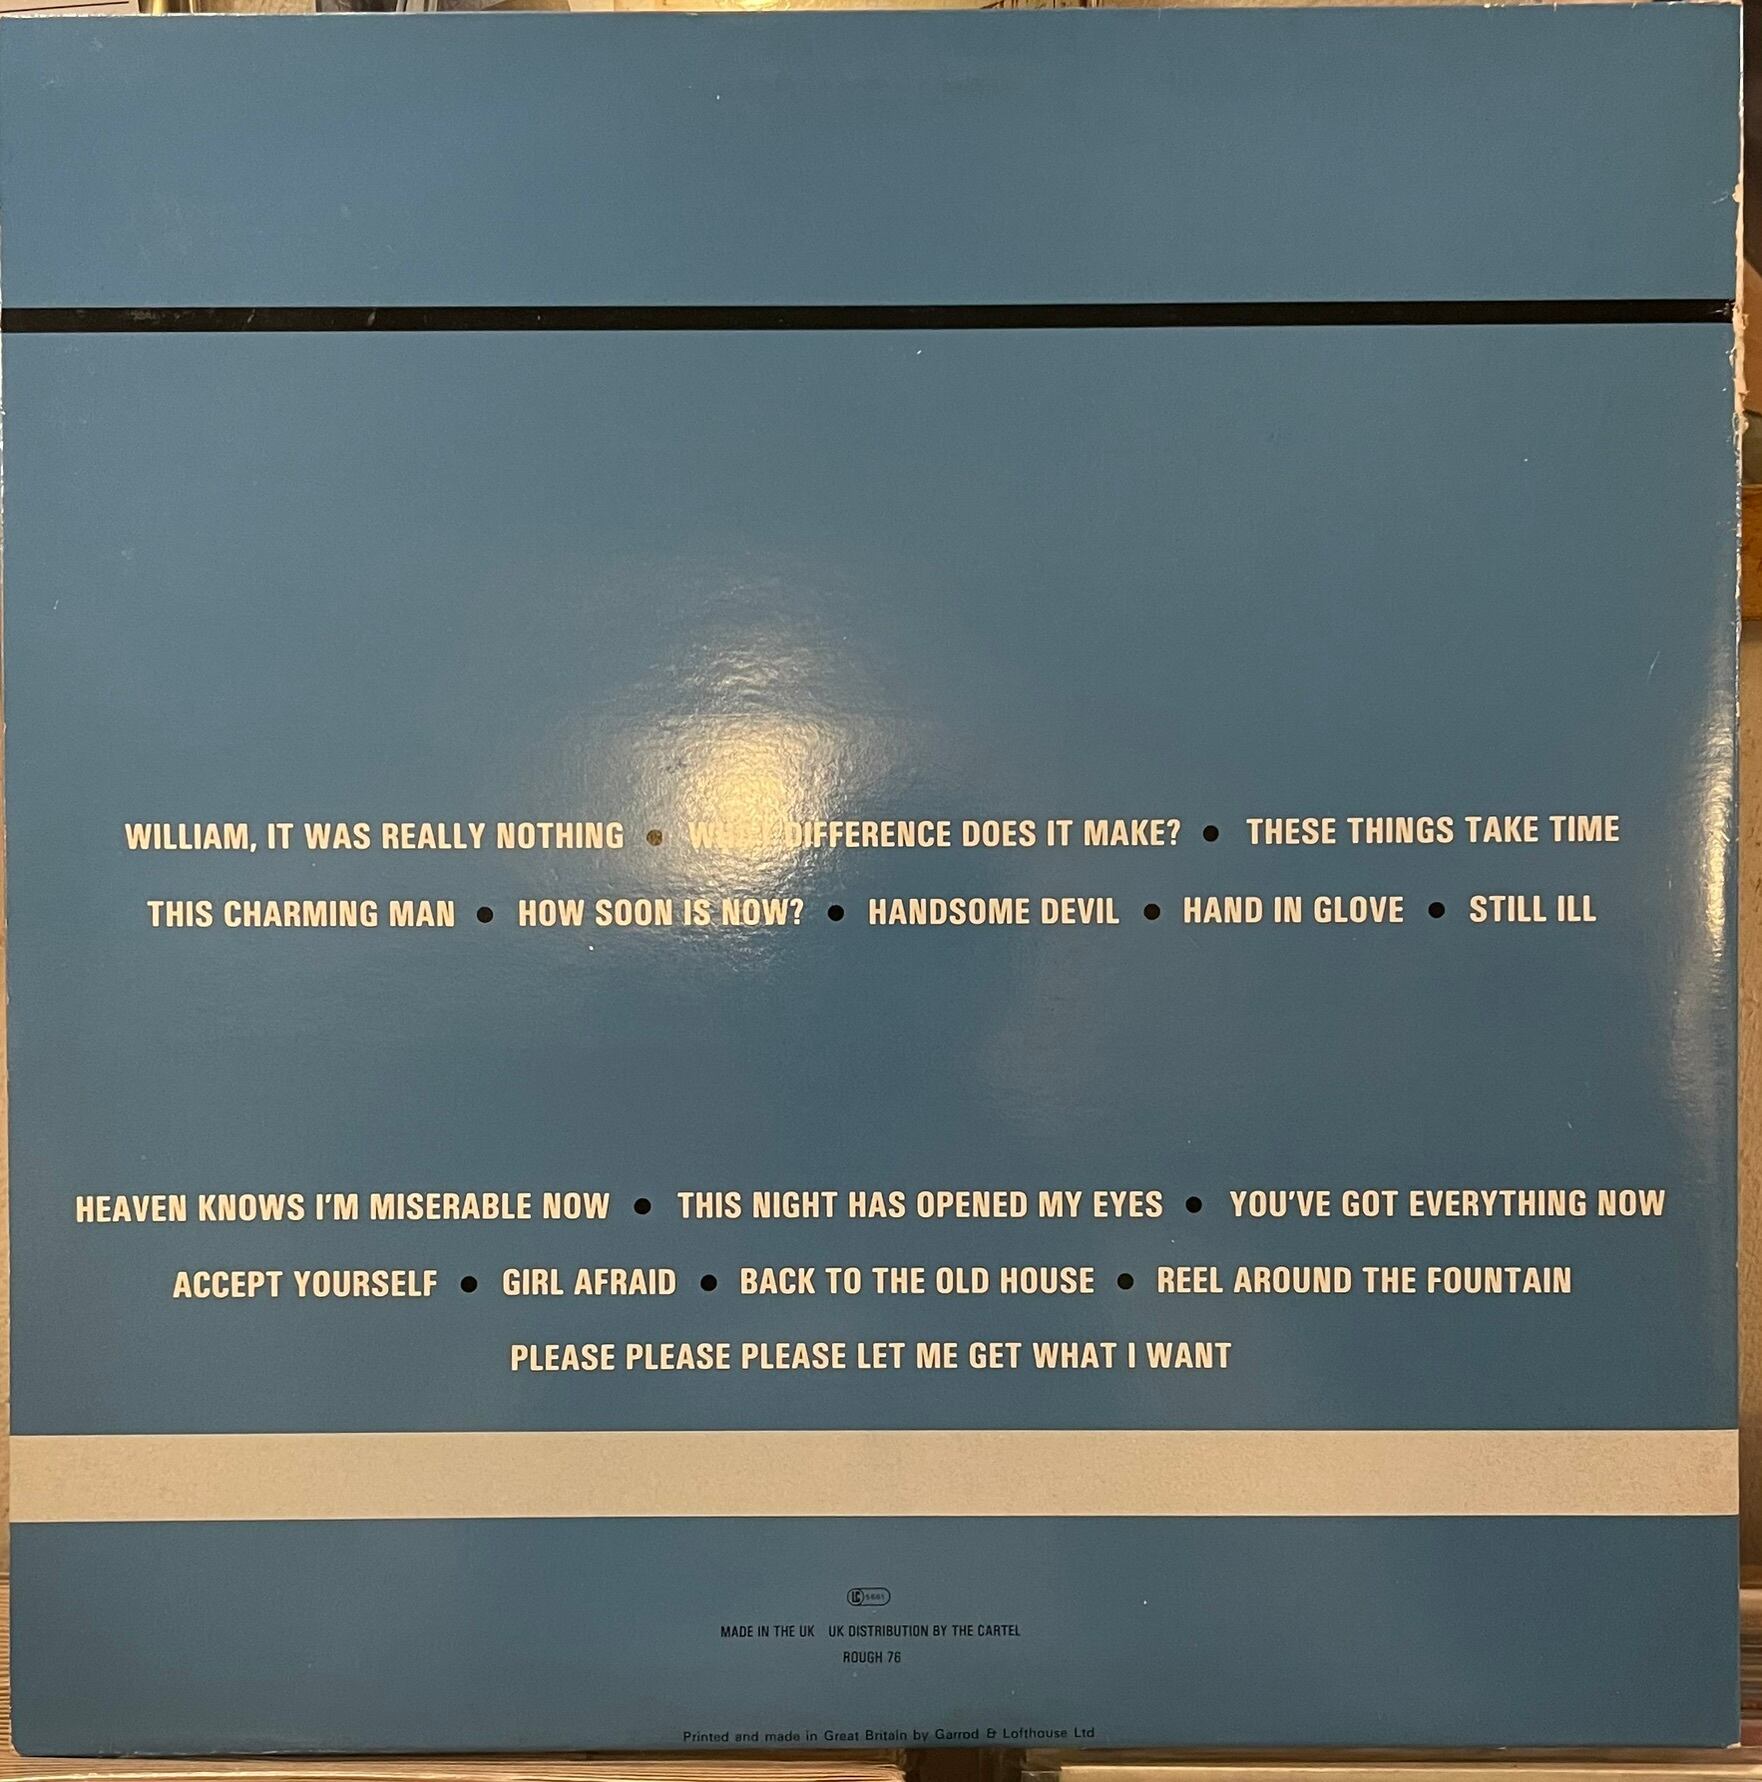 WILLIAM, IT WAS REALLY NOTHING ● WHAT DIFFERENCE DOES IT MAKE? ● THESE THINGS TAKE TIME
THIS CHARMING MAN ● HOW SOON IS NOW? ● HANDSOME DEVIL ● HAND IN GLOVE ● STILL ILL
HEAVEN KNOWS I'M MISERABLE NOW ● THIS NIGHT HAS OPENED MY EYES ● YOU'VE GOT EVERYTHING NOW
ACCEPT YOURSELF ● GIRL AFRAID ● BACK TO THE OLD HOUSE ● REEL AROUND THE FOUNTAIN
PLEASE PLEASE PLEASE LET ME GET WHAT I WANT
LC
MADE IN THE UK UK DISTRIBUTION BY THE CARTEL
ROUGH 76
Printed and made in Great Britain by Garrod & Lofthouse Ltd